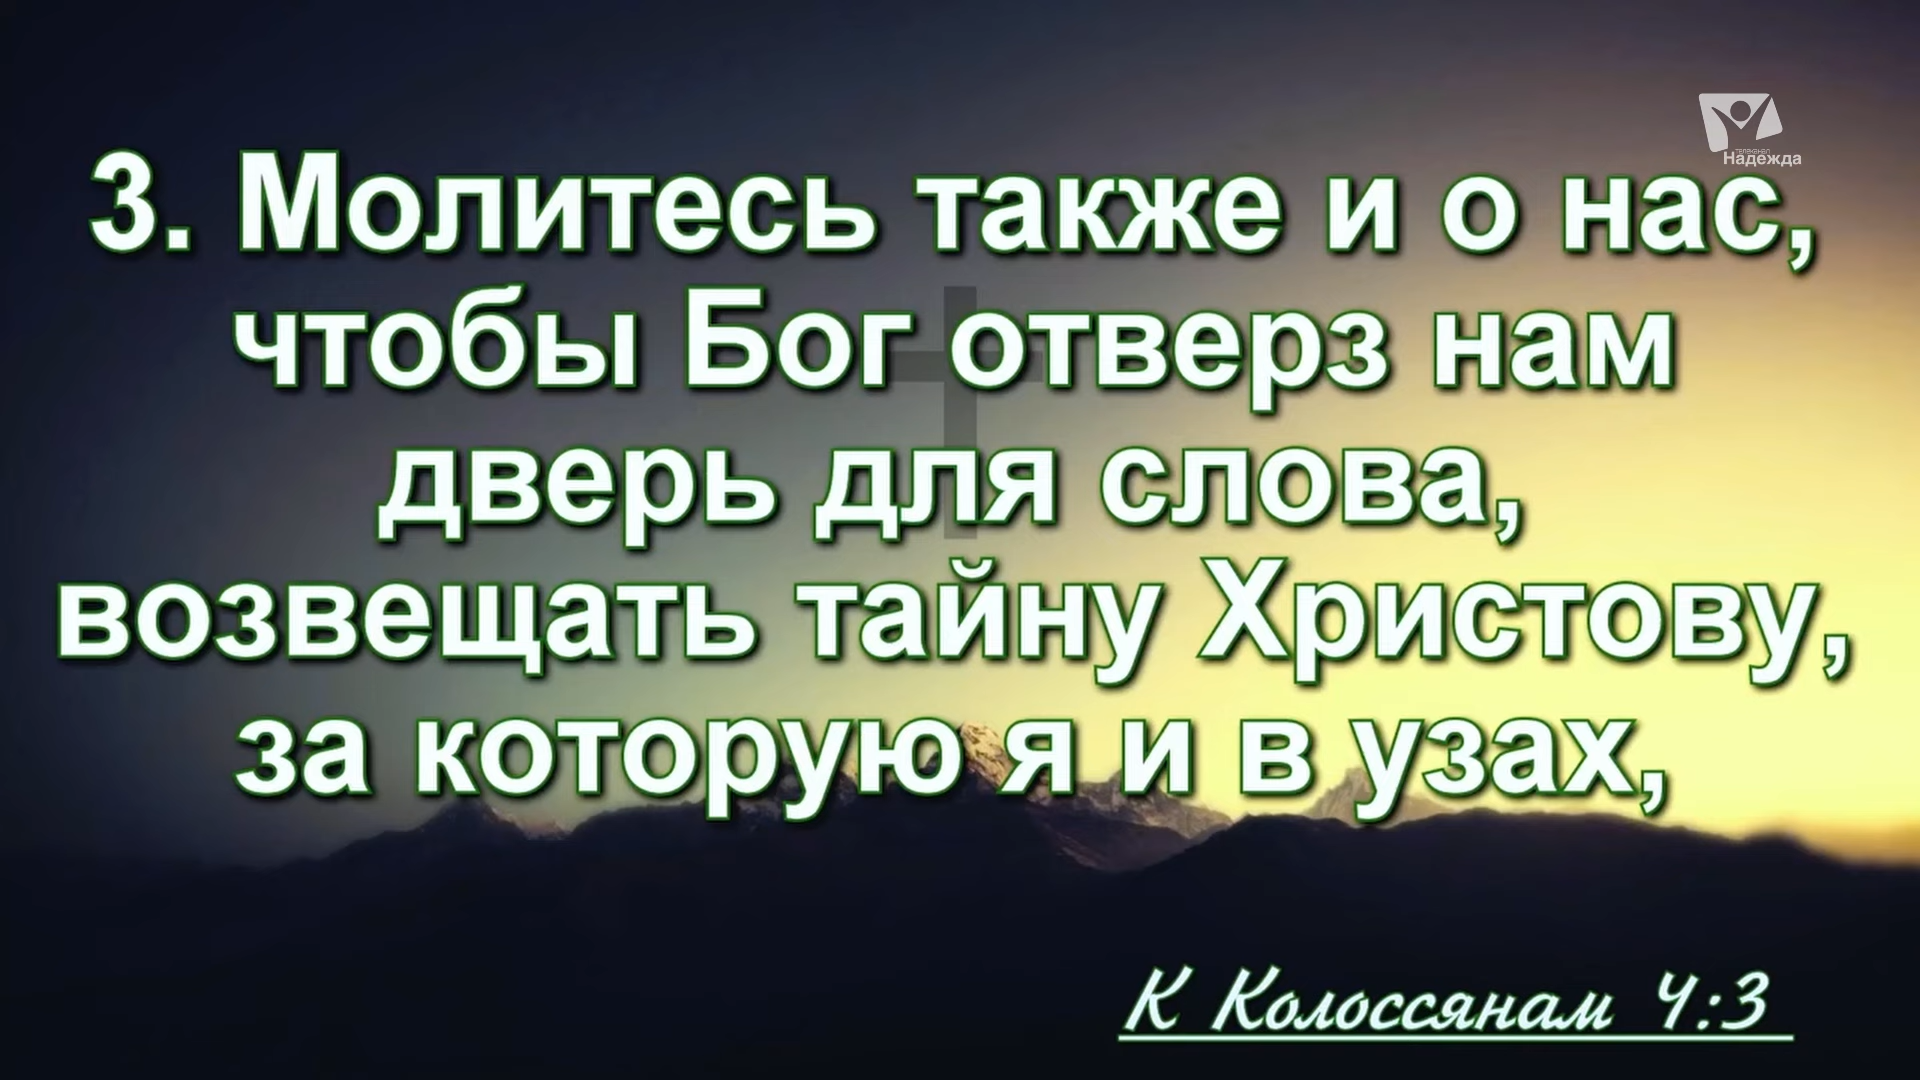 телеканал
Надежда
3. Молитесь также и о нас,
чтобы Бог отверз нам
дверь для слова,
возвещать тайну Христову,
за которую я и в узах,
К Колоссянам 4:3